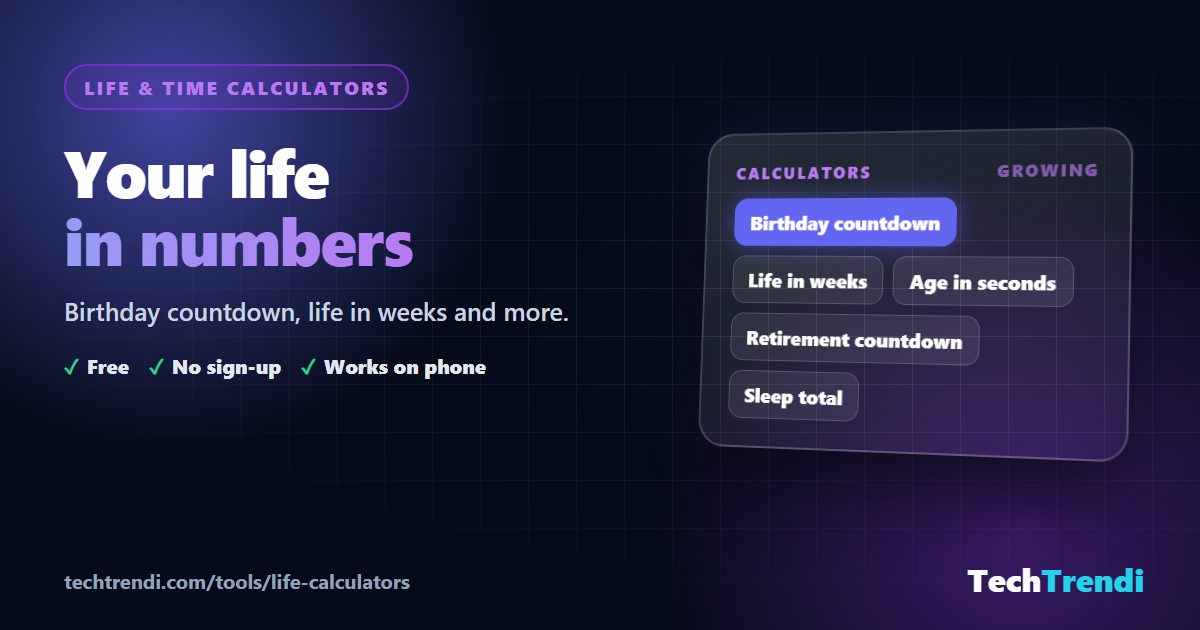 LIFE & TIME CALCULATORS
Your life
in numbers
Birthday countdown, life in weeks and more.
✓ Free ✓ No sign-up ✓ Works on phone
CALCULATORS GROWING
Birthday countdown
Life in weeks Age in seconds
Retirement countdown
Sleep total
techtrendi.com/tools/life-calculators
TechTrendi